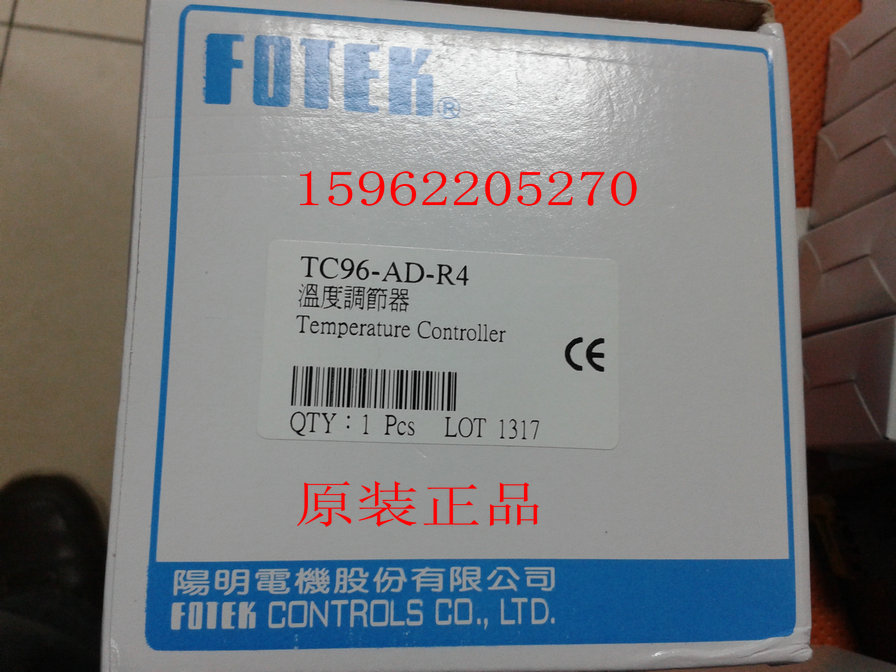 FOTEK®
15962205270
TC96-AD-R4
溫度調節器
Temperature Controller
CE
QTY：1 Pcs LOT 1317
原装正品
陽明電機股份有限公司
FOTEK CONTROLS CO., LTD.